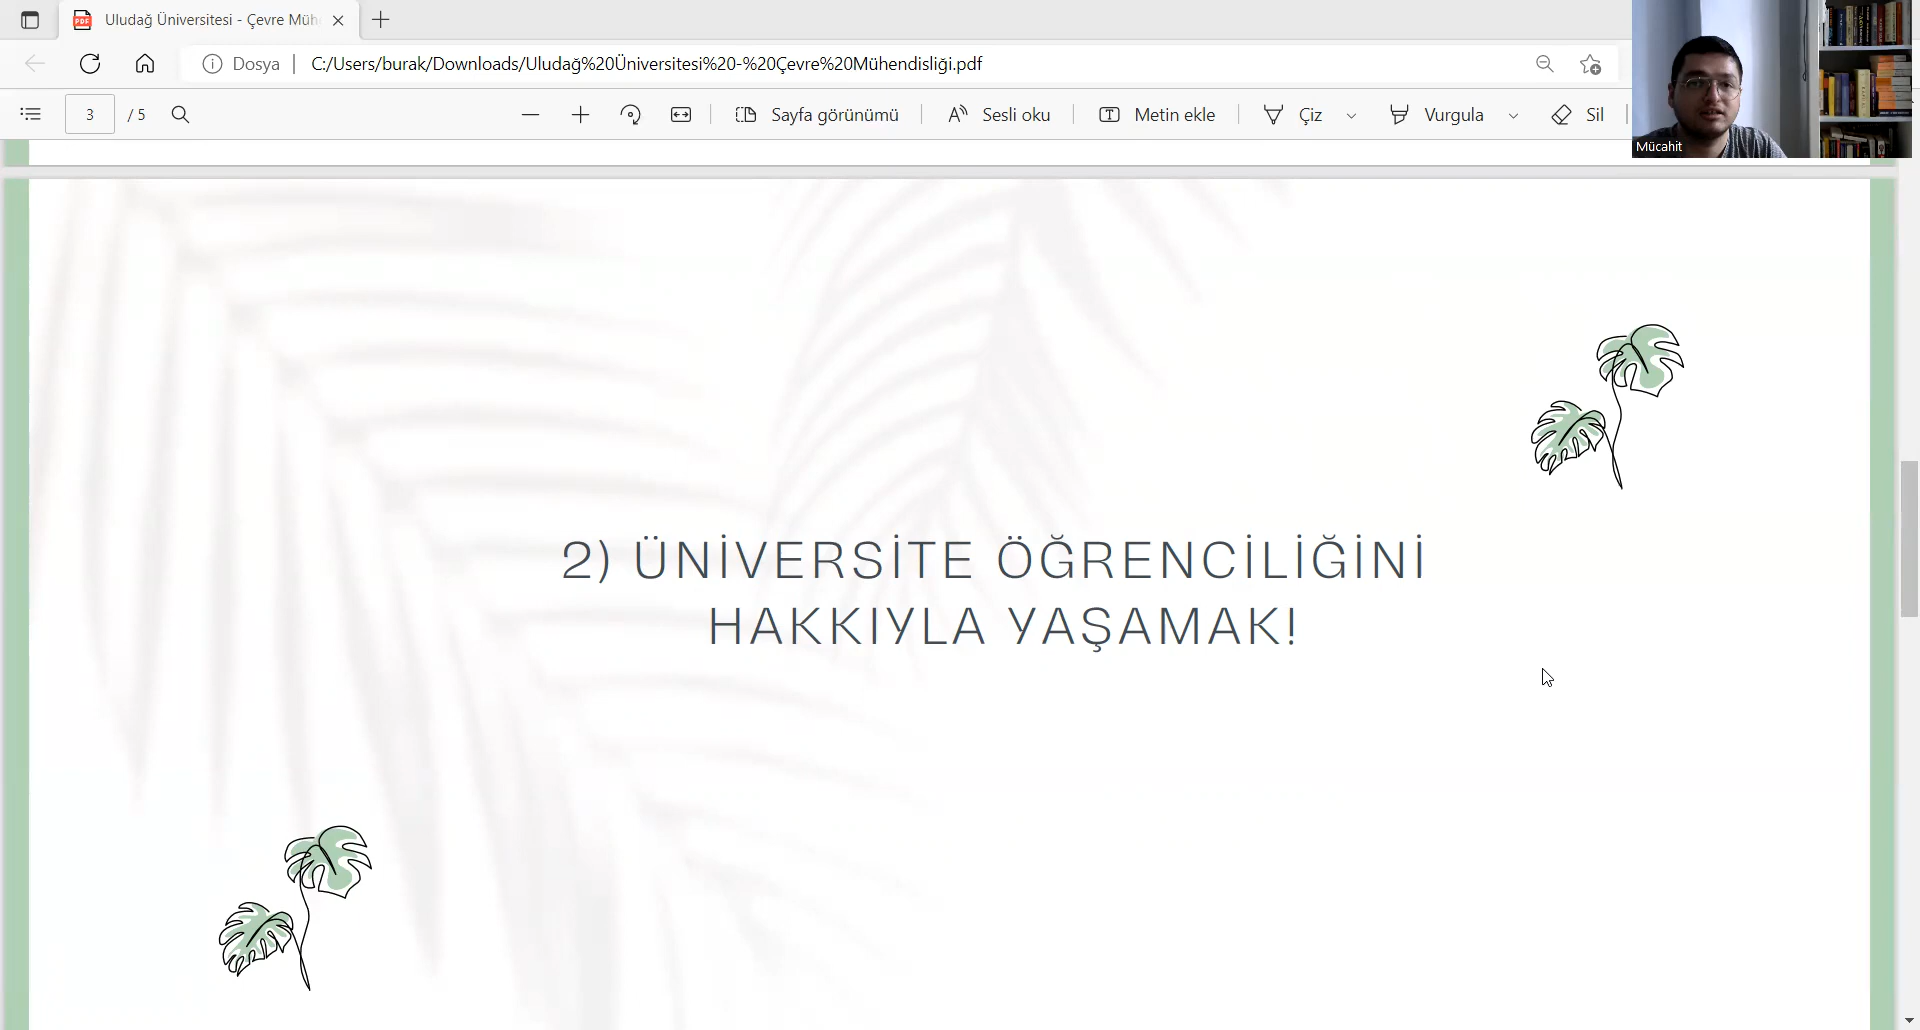 Uludağ Üniversitesi - Çevre Müh
Dosya
C:/Users/burak/Downloads/Uludağ%20Üniversitesi%20-%20Çevre%20Mühendisliği.pdf
3 / 5
Sayfa görünümü
Sesli oku
Metin ekle
Çiz
Vurgula
Sil
Mücahit
2) ÜNİVERSİTE ÖĞRENCİLİĞİNİ
HAKKIYLA YAŞAMAK!